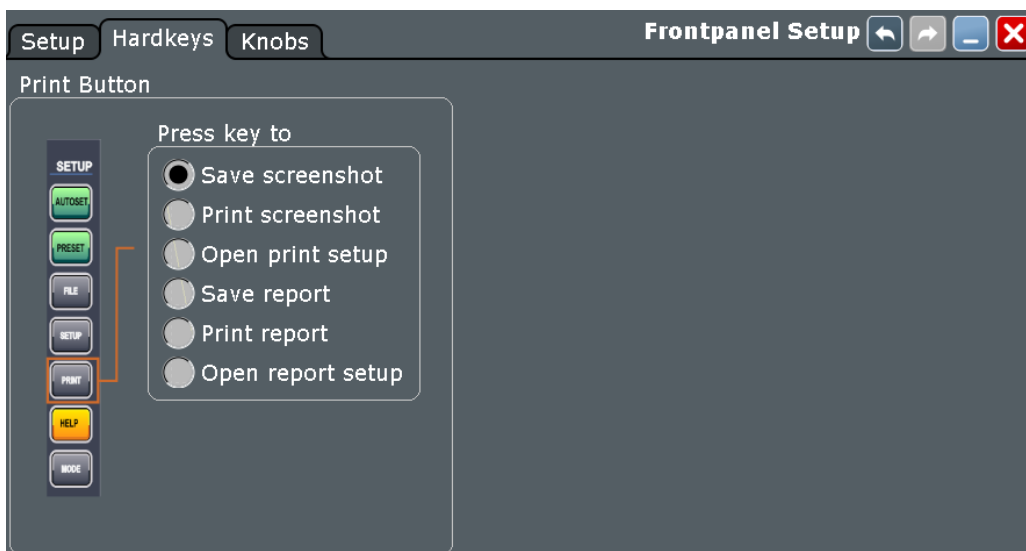 Setup Hardkeys Knobs Frontpanel Setup
Print Button
Press key to
SETUP
AUTOSET
PRESET
FILE
SETUP
PRINT
HELP
MODE
Save screenshot
Print screenshot
Open print setup
Save report
Print report
Open report setup